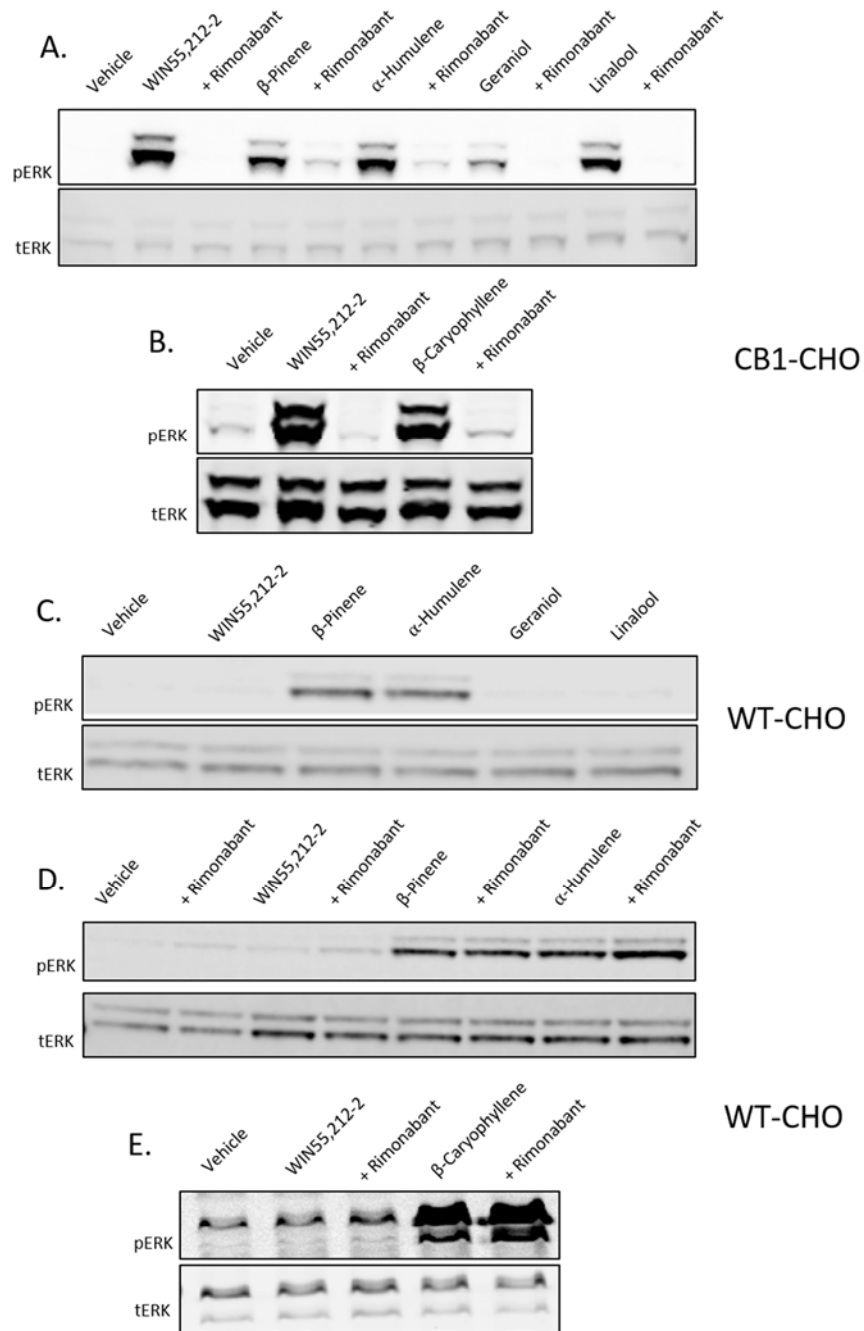 A.
Vehicle
WIN55,212-2
+ Rimonabant
β-Pinene
+ Rimonabant
α-Humulene
+ Rimonabant
Geraniol
+ Rimonabant
Linalool
+ Rimonabant
pERK
tERK
B.
Vehicle
WIN55,212-2
+ Rimonabant
β-Caryophyllene
+ Rimonabant
CB1-CHO
pERK
tERK
C.
Vehicle
WIN55,212-2
β-Pinene
α-Humulene
Geraniol
Linalool
pERK
WT-CHO
tERK
D.
Vehicle
+ Rimonabant
WIN55,212-2
+ Rimonabant
β-Pinene
+ Rimonabant
α-Humulene
+ Rimonabant
pERK
tERK
WT-CHO
E.
Vehicle
WIN55,212-2
+ Rimonabant
β-Caryophyllene
+ Rimonabant
pERK
tERK